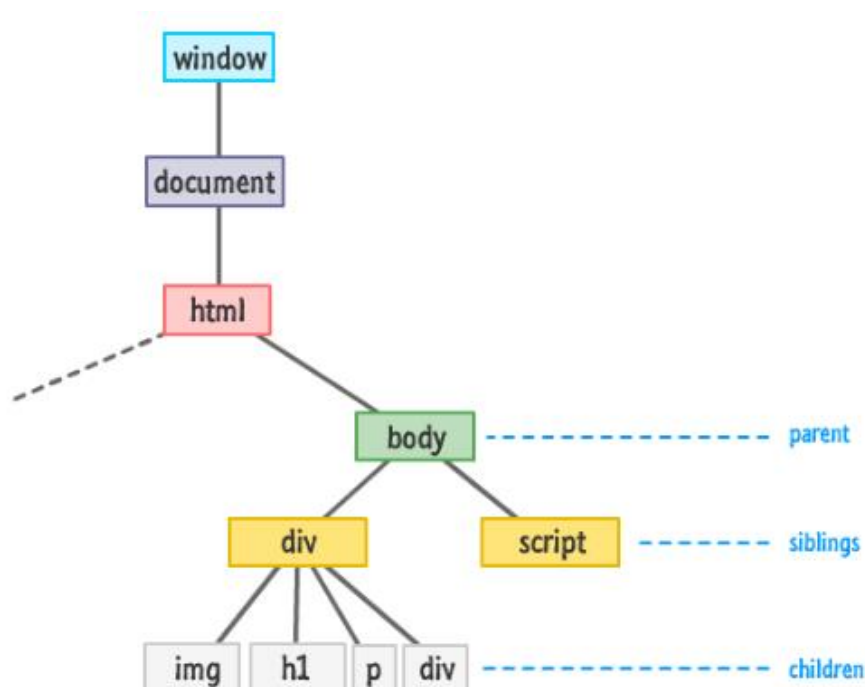 window
document
html
body
parent
div
script
siblings
img
h1
p
div
children